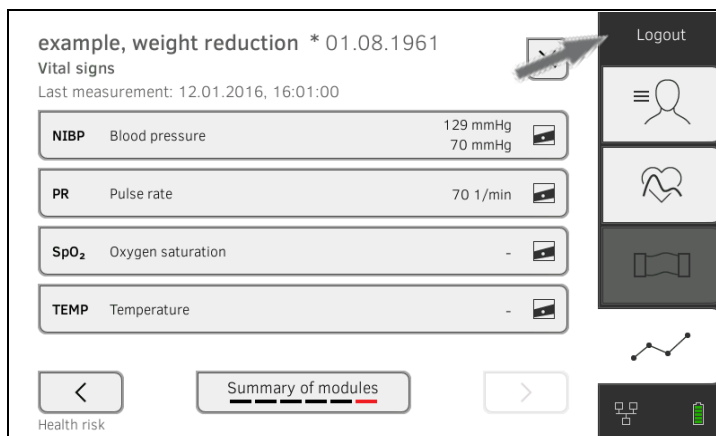 example, weight reduction * 01.08.1961
Vital signs
Last measurement: 12.01.2016, 16:01:00
Logout
NIBP Blood pressure 129 mmHg
70 mmHg
PR Pulse rate 70 1/min
SpO₂ Oxygen saturation -
TEMP Temperature -
Summary of modules
Health risk